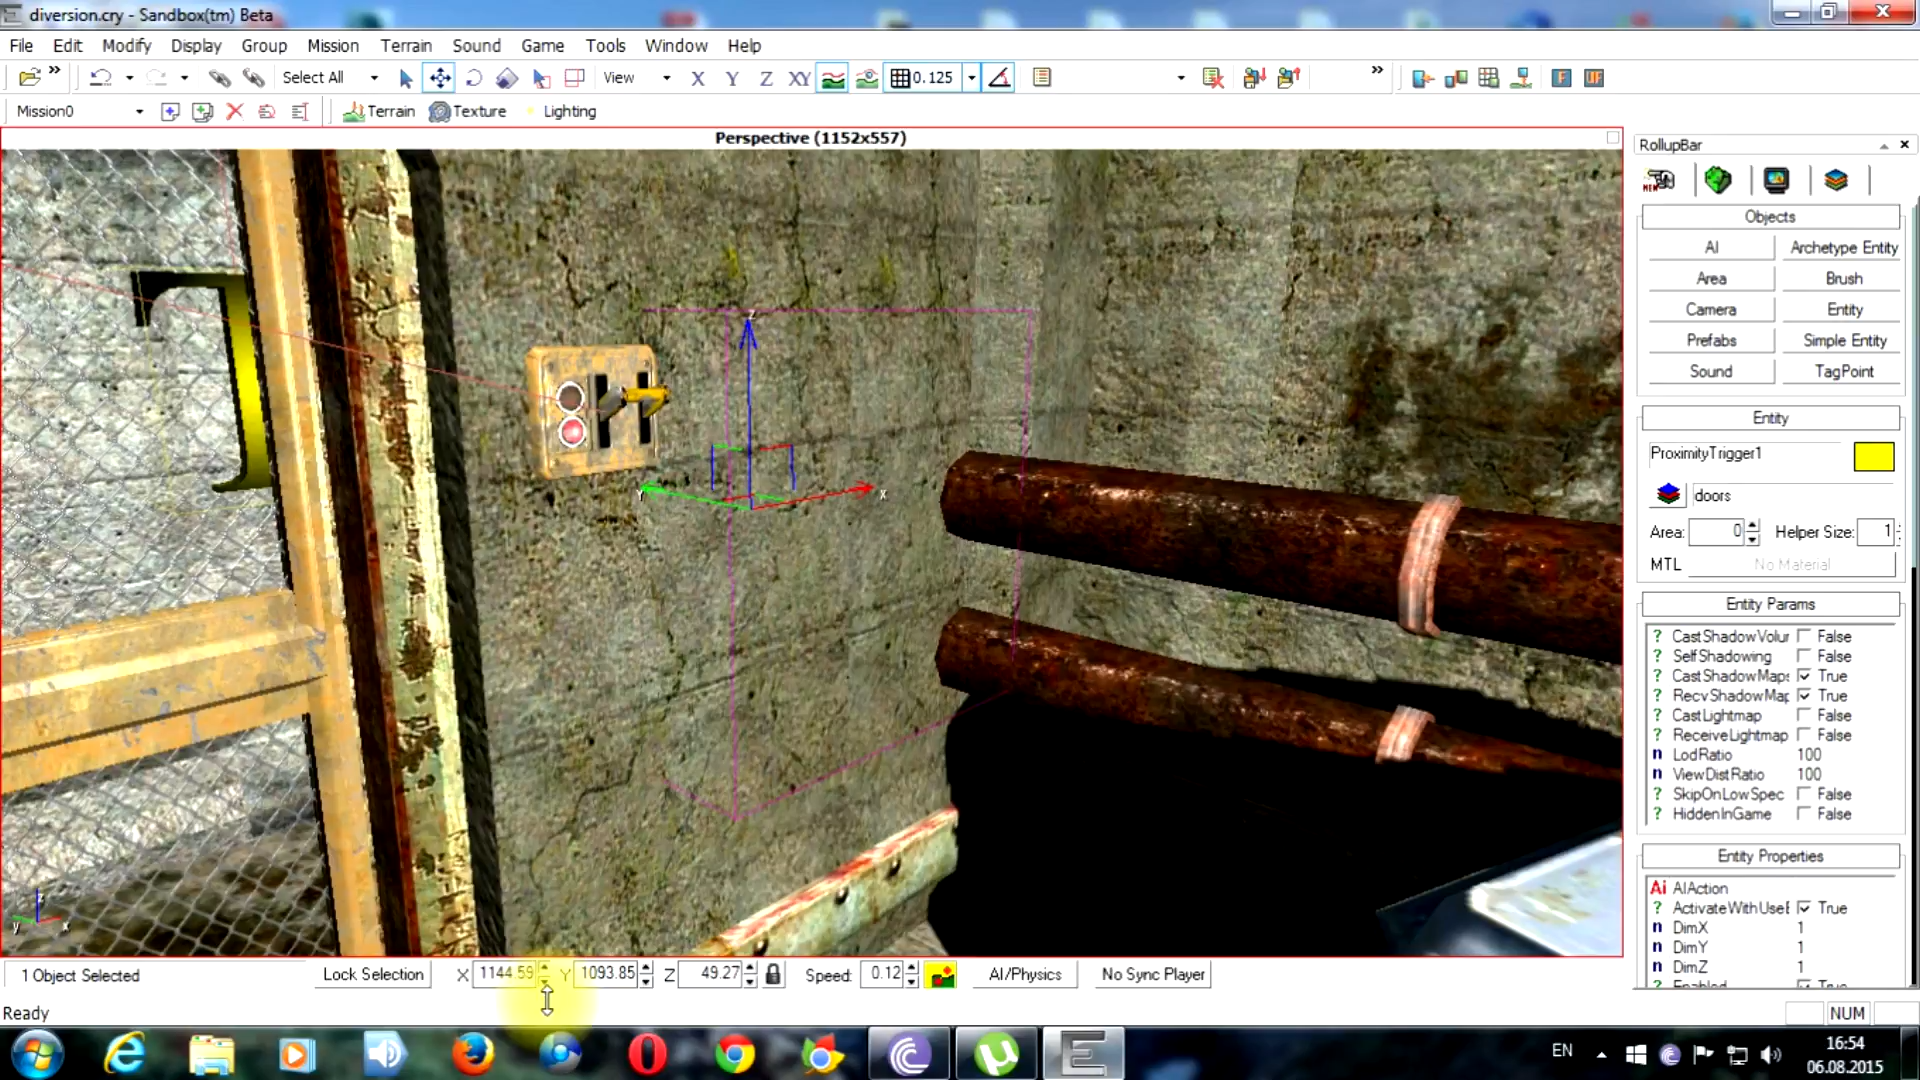 diversion.cry - Sandbox(tm) Beta
File Edit Modify Display Group Mission Terrain Sound Game Tools Window Help
Select All View X Y Z XY 0.125 F UF
Mission0 Terrain Texture Lighting
Perspective (1152x557)
RollupBar
Objects
AI Archetype Entity
Area Brush
Camera Entity
Prefabs Simple Entity
Sound TagPoint
Entity
ProximityTrigger1
doors
Area: 0 Helper Size: 1
MTL No Material
Entity Params
? CastShadowVolur False
? SelfShadowing False
? CastShadowMaps True
? RecvShadowMap True
? CastLightmap False
? ReceiveLightmap False
n LodRatio 100
n ViewDistRatio 100
? SkipOnLowSpec False
? HiddenInGame False
Entity Properties
Ai AIAction
? ActivateWithUseE True
n DimX 1
n DimY 1
n DimZ 1
? Enabled True
Z
Y X
z
y x
1 Object Selected Lock Selection X 1144.59 Y 1093.85 Z 49.27 Speed: 0.12 AI/Physics No Sync Player
Ready NUM
EN 16:54
06.08.2015